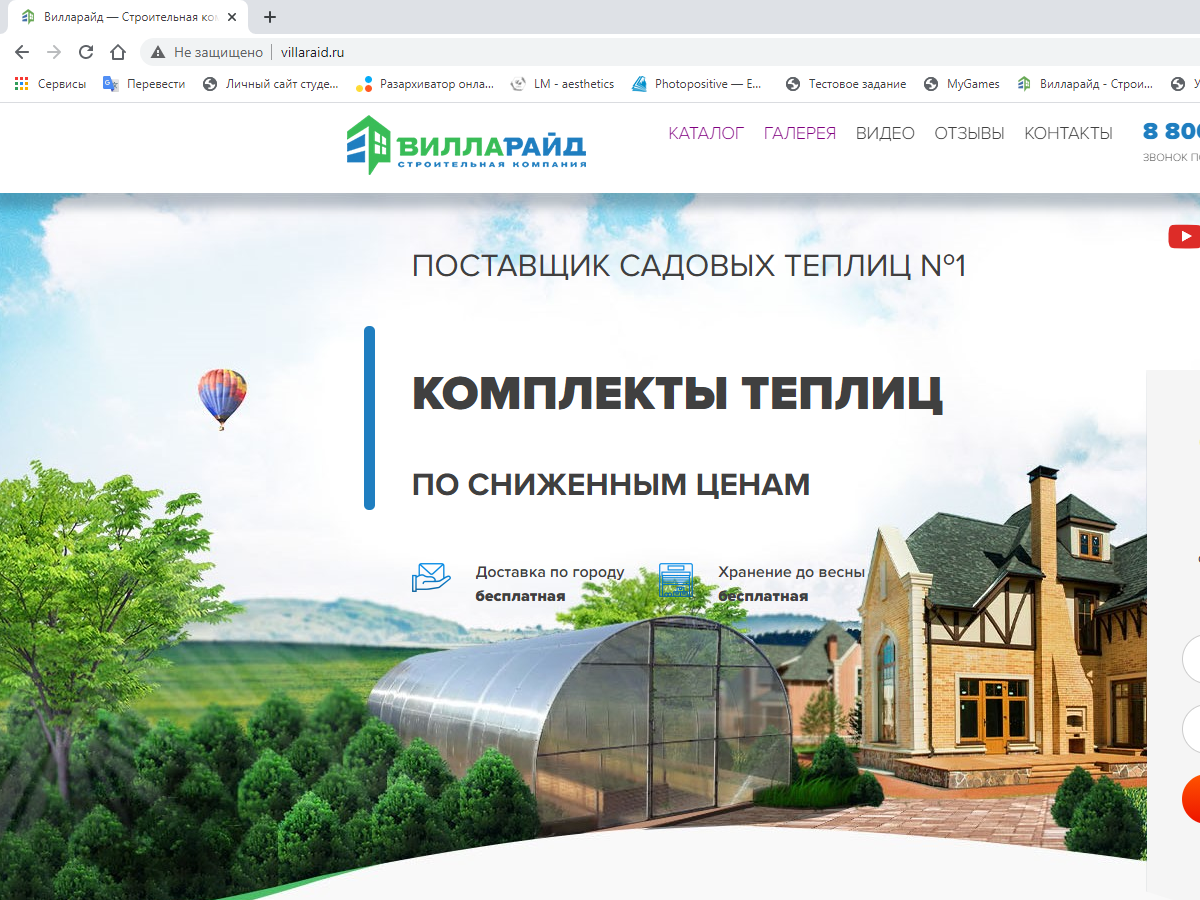 Вилларайд — Строительная ко
Не защищено
villaraid.ru
Сервисы
Перевести
Личный сайт студе...
Разархиватор онла...
LM - aesthetics
Photopositive — E...
Тестовое задание
MyGames
Вилларайд - Строи...
ВИЛЛАРАЙД
СТРОИТЕЛЬНАЯ КОМПАНИЯ
КАТАЛОГ ГАЛЕРЕЯ ВИДЕО ОТЗЫВЫ КОНТАКТЫ
8 800
ЗВОНОК
ПОСТАВЩИК САДОВЫХ ТЕПЛИЦ №1
КОМПЛЕКТЫ ТЕПЛИЦ
ПО СНИЖЕННЫМ ЦЕНАМ
Доставка по городу
бесплатная
Хранение до весны
бесплатная